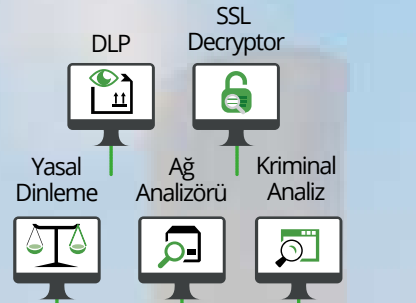 DLP
SSL
Decryptor
Yasal
Dinleme
Ağ
Analizörü
Kriminal
Analiz